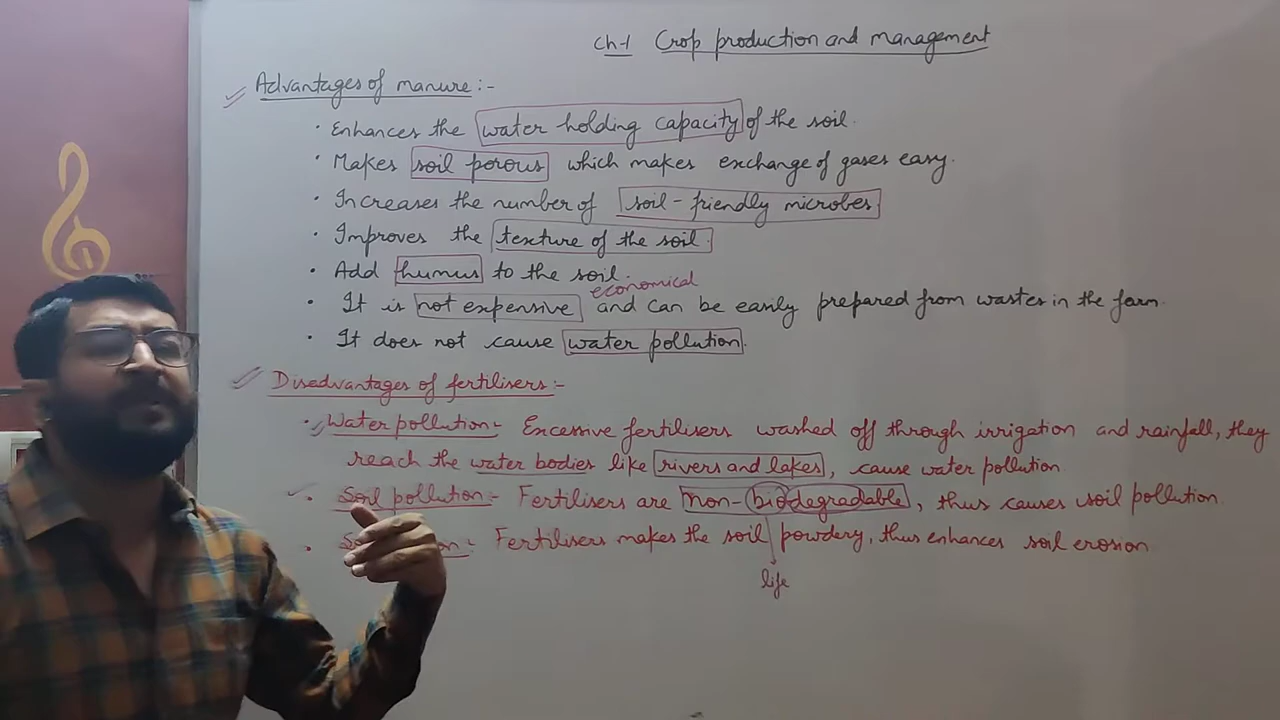 Ch-1 Crop production and management
Advantages of manure :-
• Enhances the water holding capacity of the soil.
• Makes soil porous which makes exchange of gases easy.
• Increases the number of soil-friendly microbes.
• Improves the texture of the soil.
• Add humus to the soil.
economical
• It is not expensive and can be easily prepared from wastes in the farm.
• It does not cause water pollution.
Disadvantages of fertilisers :-
• Water pollution:- Excessive fertilisers washed off through irrigation and rainfall, they
reach the water bodies like rivers and lakes, cause water pollution.
• Soil pollution:- Fertilisers are non-biodegradable, thus causes soil pollution.
• Fertilisers makes the soil powdery, thus enhances soil erosion
life